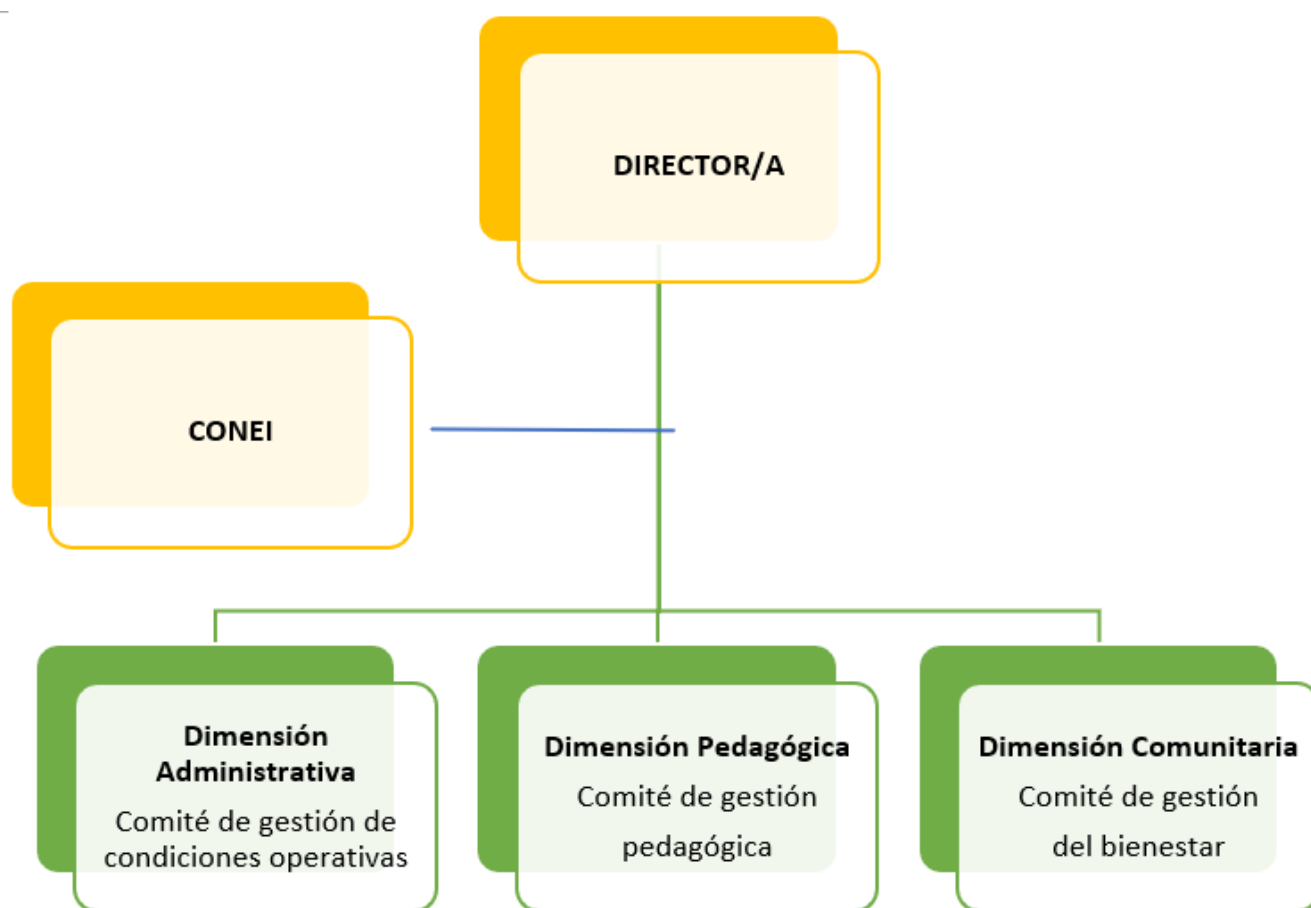 DIRECTOR/A
CONEI
Dimensión
Administrativa
Comité de gestión de
condiciones operativas
Dimensión Pedagógica
Comité de gestión
pedagógica
Dimensión Comunitaria
Comité de gestión
del bienestar